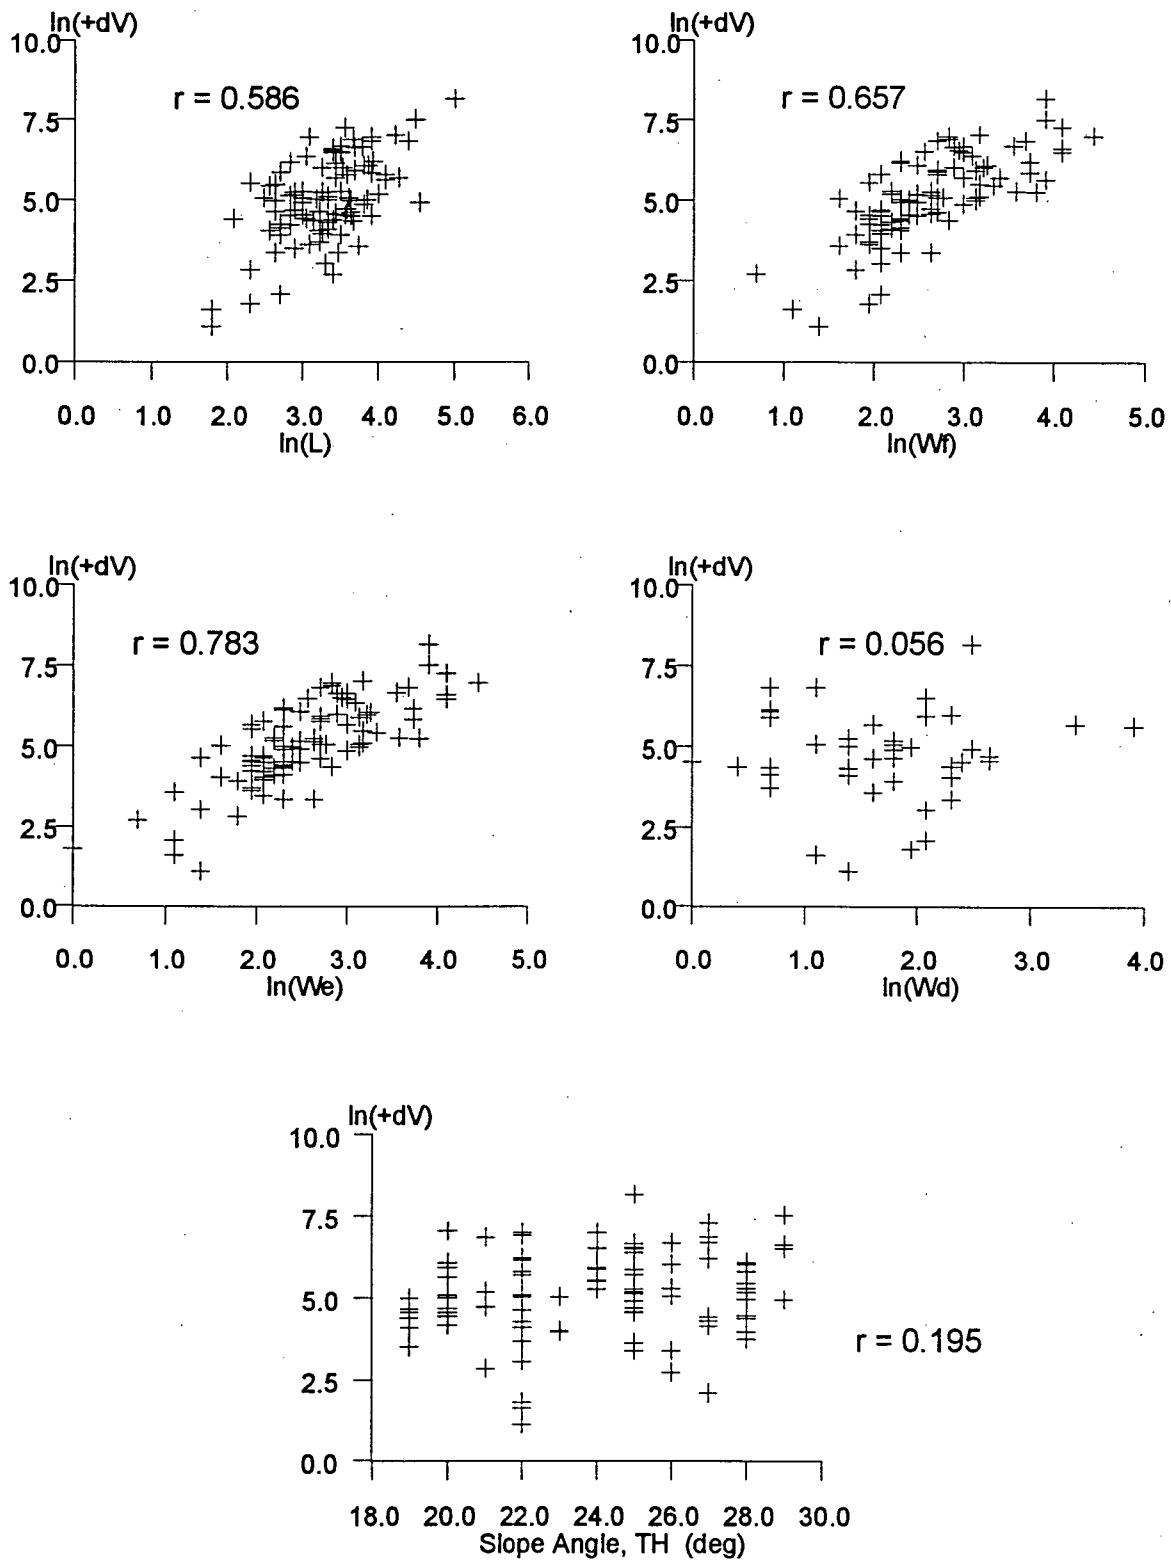 ln(+dV)
10.0
7.5
5.0
2.5
0.0
r = 0.586
0.0 1.0 2.0 3.0 4.0 5.0 6.0
ln(L)
ln(+dV)
10.0
7.5
5.0
2.5
0.0
r = 0.657
0.0 1.0 2.0 3.0 4.0 5.0
ln(Wf)
ln(+dV)
10.0
7.5
5.0
2.5
0.0
r = 0.783
0.0 1.0 2.0 3.0 4.0 5.0
ln(We)
ln(+dV)
10.0
7.5
5.0
2.5
0.0
r = 0.056
0.0 1.0 2.0 3.0 4.0
ln(Wd)
ln(+dV)
10.0
7.5
5.0
2.5
0.0
r = 0.195
18.0 20.0 22.0 24.0 26.0 28.0 30.0
Slope Angle, TH (deg)